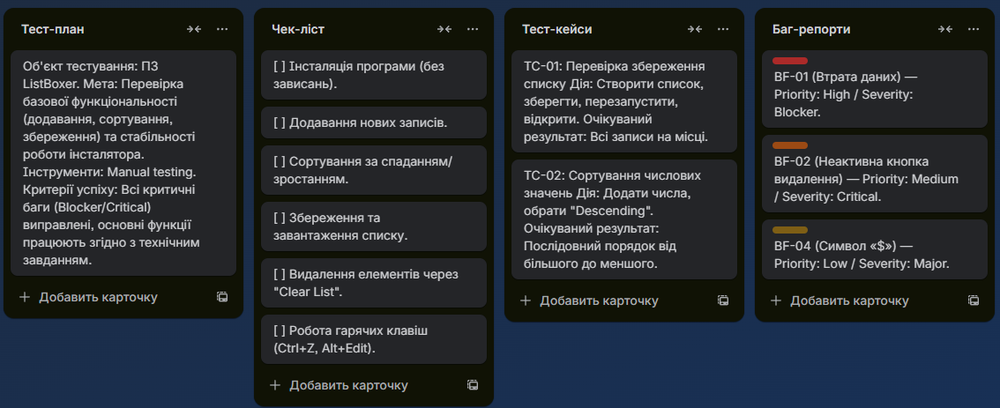 Тест-план
Об'єкт тестування: ПЗ
ListBoxer. Мета: Перевірка
базової функціональності
(додавання, сортування,
збереження) та стабільності
роботи інсталятора.
Інструменти: Manual testing.
Критерії успіху: Всі критичні
баги (Blocker/Critical)
виправлені, основні функції
працюють згідно з технічним
завданням.
Добавить карточку
Чек-ліст
[ ] Інсталяція програми (без
зависань).
[ ] Додавання нових записів.
[ ] Сортування за спаданням/
зростанням.
[ ] Збереження та
завантаження списку.
[ ] Видалення елементів через
"Clear List".
[ ] Робота гарячих клавіш
(Ctrl+Z, Alt+Edit).
Добавить карточку
Тест-кейси
TC-01: Перевірка збереження
списку Дія: Створити список,
зберегти, перезапустити,
відкрити. Очікуваний
результат: Всі записи на місці.
TC-02: Сортування числових
значень Дія: Додати числа,
обрати "Descending".
Очікуваний результат:
Послідовний порядок від
більшого до меншого.
Добавить карточку
Баг-репорти
BF-01 (Втрата даних) —
Priority: High / Severity:
Blocker.
BF-02 (Неактивна кнопка
видалення) — Priority: Medium
/ Severity: Critical.
BF-04 (Символ «$») —
Priority: Low / Severity: Major.
Добавить карточку